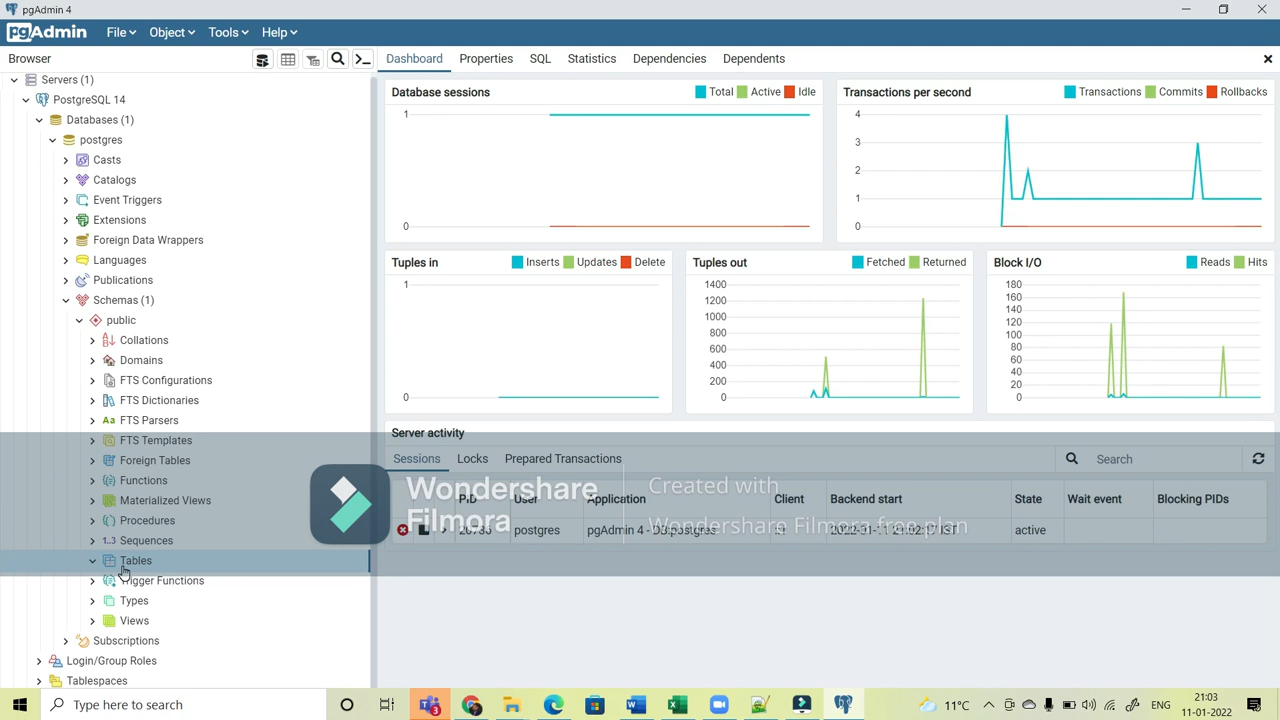 pgAdmin 4
pgAdmin File Object Tools Help
Browser
Dashboard Properties SQL Statistics Dependencies Dependents
Servers (1)
PostgreSQL 14
Databases (1)
postgres
Casts
Catalogs
Event Triggers
Extensions
Foreign Data Wrappers
Languages
Publications
Schemas (1)
public
Collations
Domains
FTS Configurations
FTS Dictionaries
FTS Parsers
FTS Templates
Foreign Tables
Functions
Materialized Views
Procedures
1..3 Sequences
Tables
Trigger Functions
Types
Views
Subscriptions
Login/Group Roles
Tablespaces
Database sessions Total Active Idle
1
0
Transactions per second Transactions Commits Rollbacks
4
3
2
1
0
Tuples in Inserts Updates Delete
1
0
Tuples out Fetched Returned
1400
1200
1000
800
600
400
200
0
Block I/O Reads Hits
180
160
140
120
100
80
60
40
20
0
Server activity
Sessions Locks Prepared Transactions Search
PID User Application Client Backend start State Wait event Blocking PIDs
postgres pgAdmin 4 - DB:postgres active
Wondershare
Filmora
Created with
Wondershare Filmora free plan
Type here to search
3
11°C ENG 21:03
11-01-2022